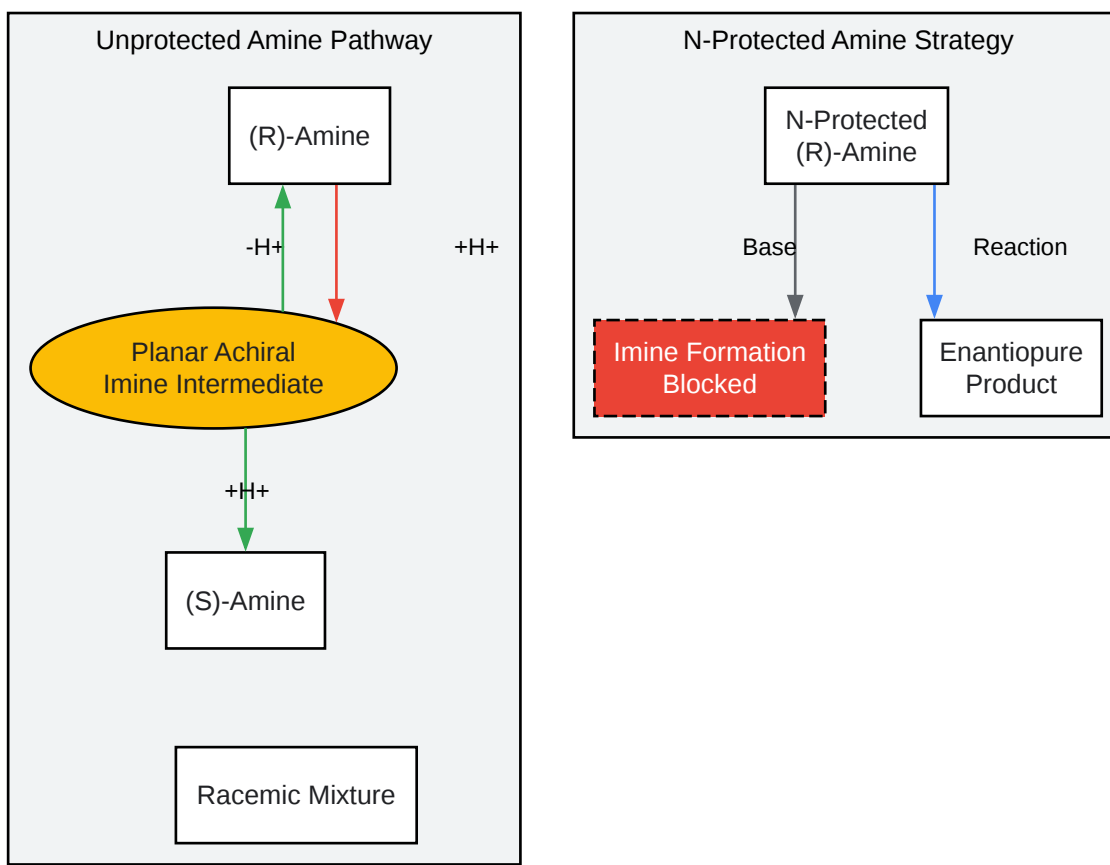 Unprotected Amine Pathway
(R)-Amine
-H+
+H+
Planar Achiral
Imine Intermediate
+H+
(S)-Amine
Racemic Mixture
N-Protected Amine Strategy
N-Protected
(R)-Amine
Base
Reaction
Imine Formation
Blocked
Enantiopure
Product